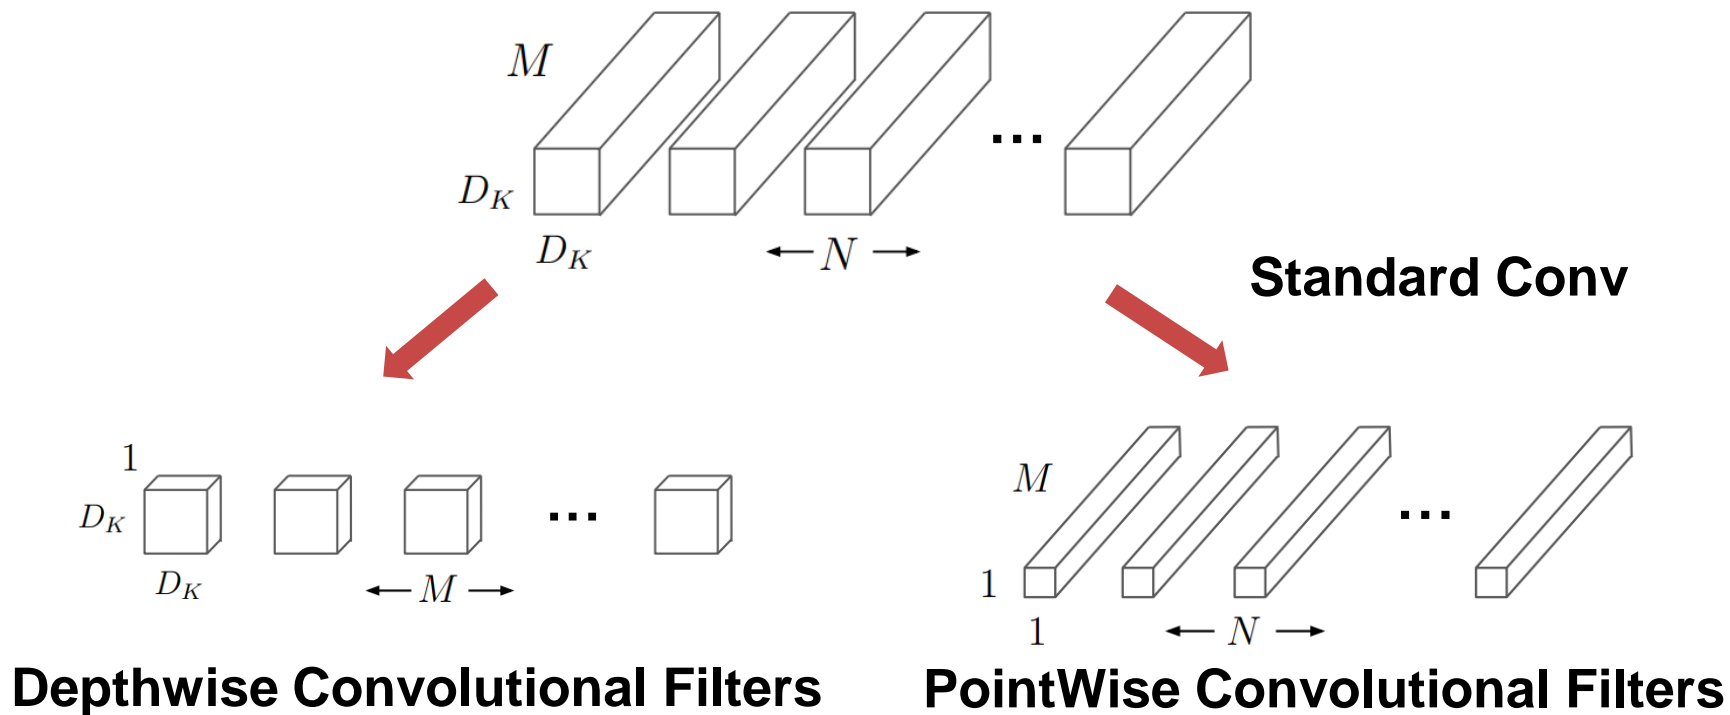 M
D_K
D_K
N
...
Standard Conv
1
D_K
D_K
M
...
Depthwise Convolutional Filters
M
1
1
N
...
PointWise Convolutional Filters